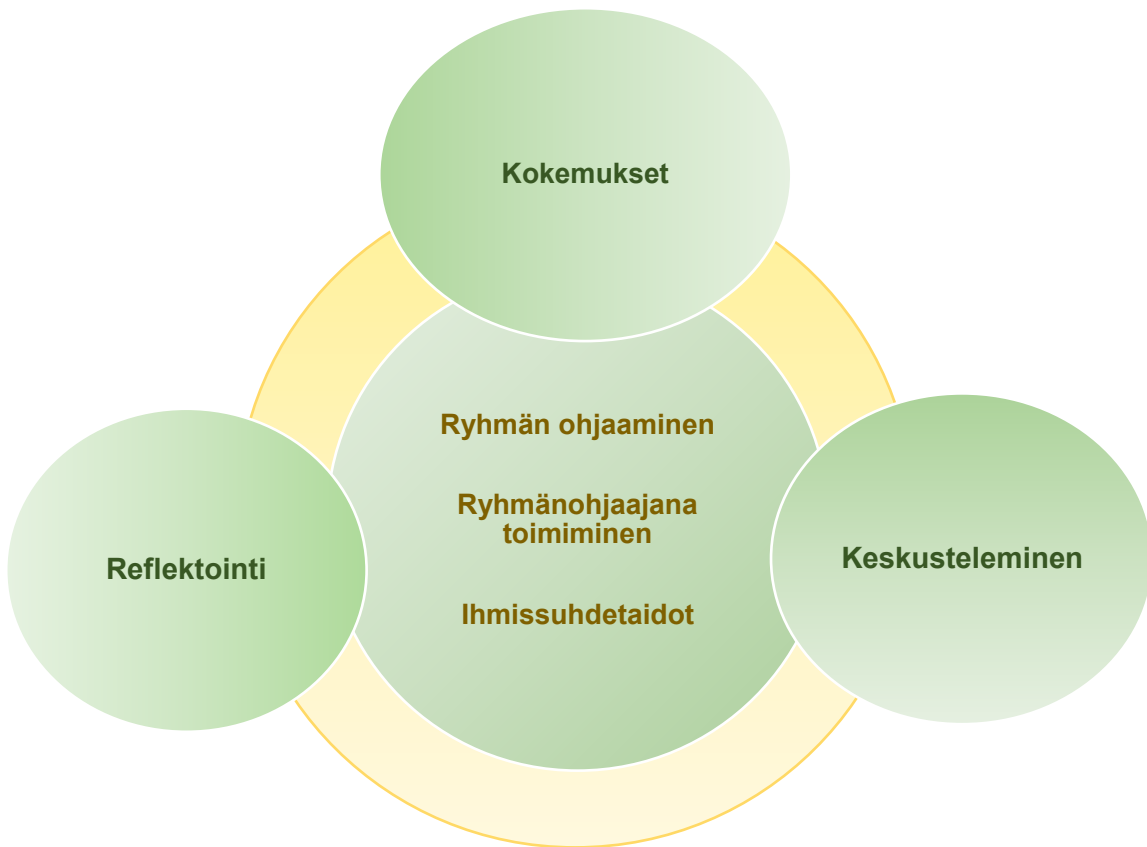 Kokemukset
Ryhmän ohjaaminen
Ryhmänohjaajana
toimiminen
Ihmissuhdetaidot
Reflektointi
Keskusteleminen